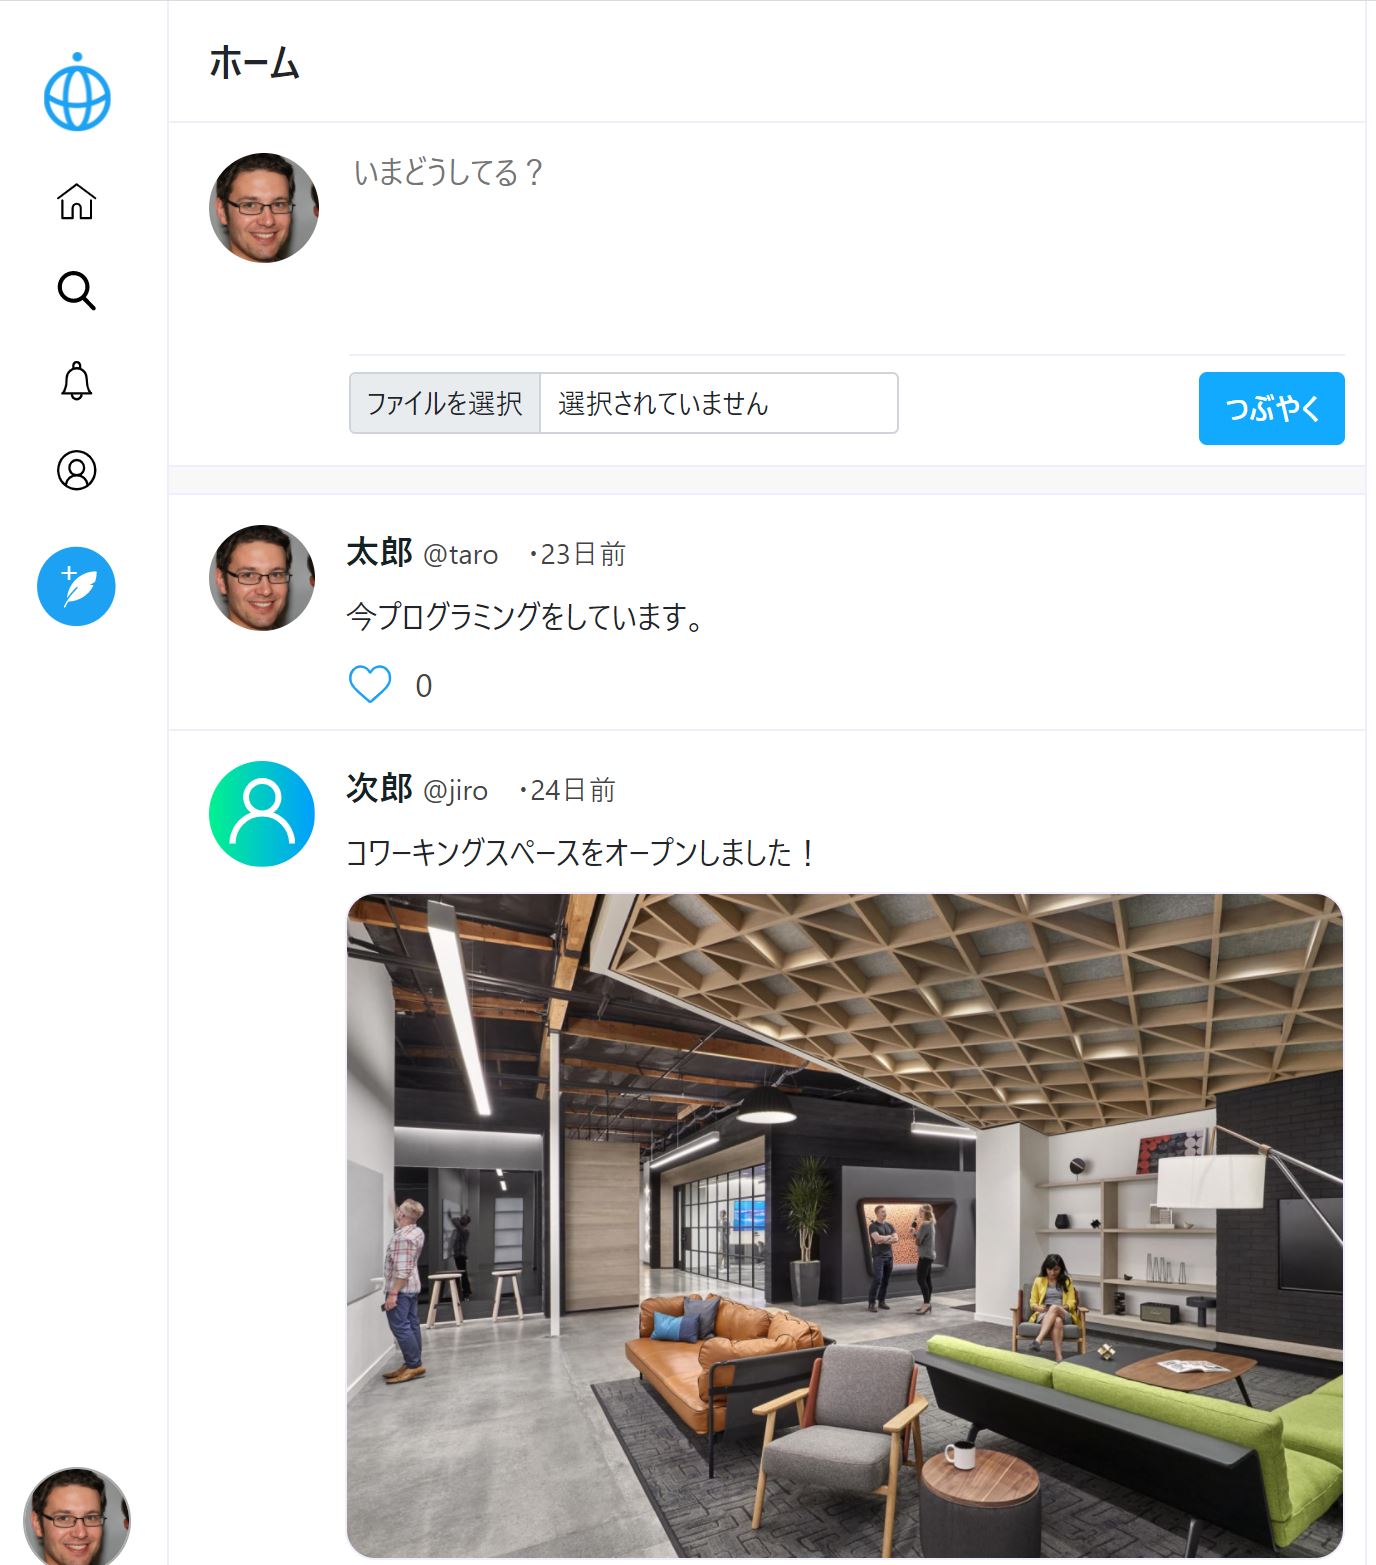 ホーム
いまどうしてる？
ファイルを選択 選択されていません
つぶやく
太郎 @taro ・23日前
今プログラミングをしています。
0
次郎 @jiro ・24日前
コワーキングスペースをオープンしました！